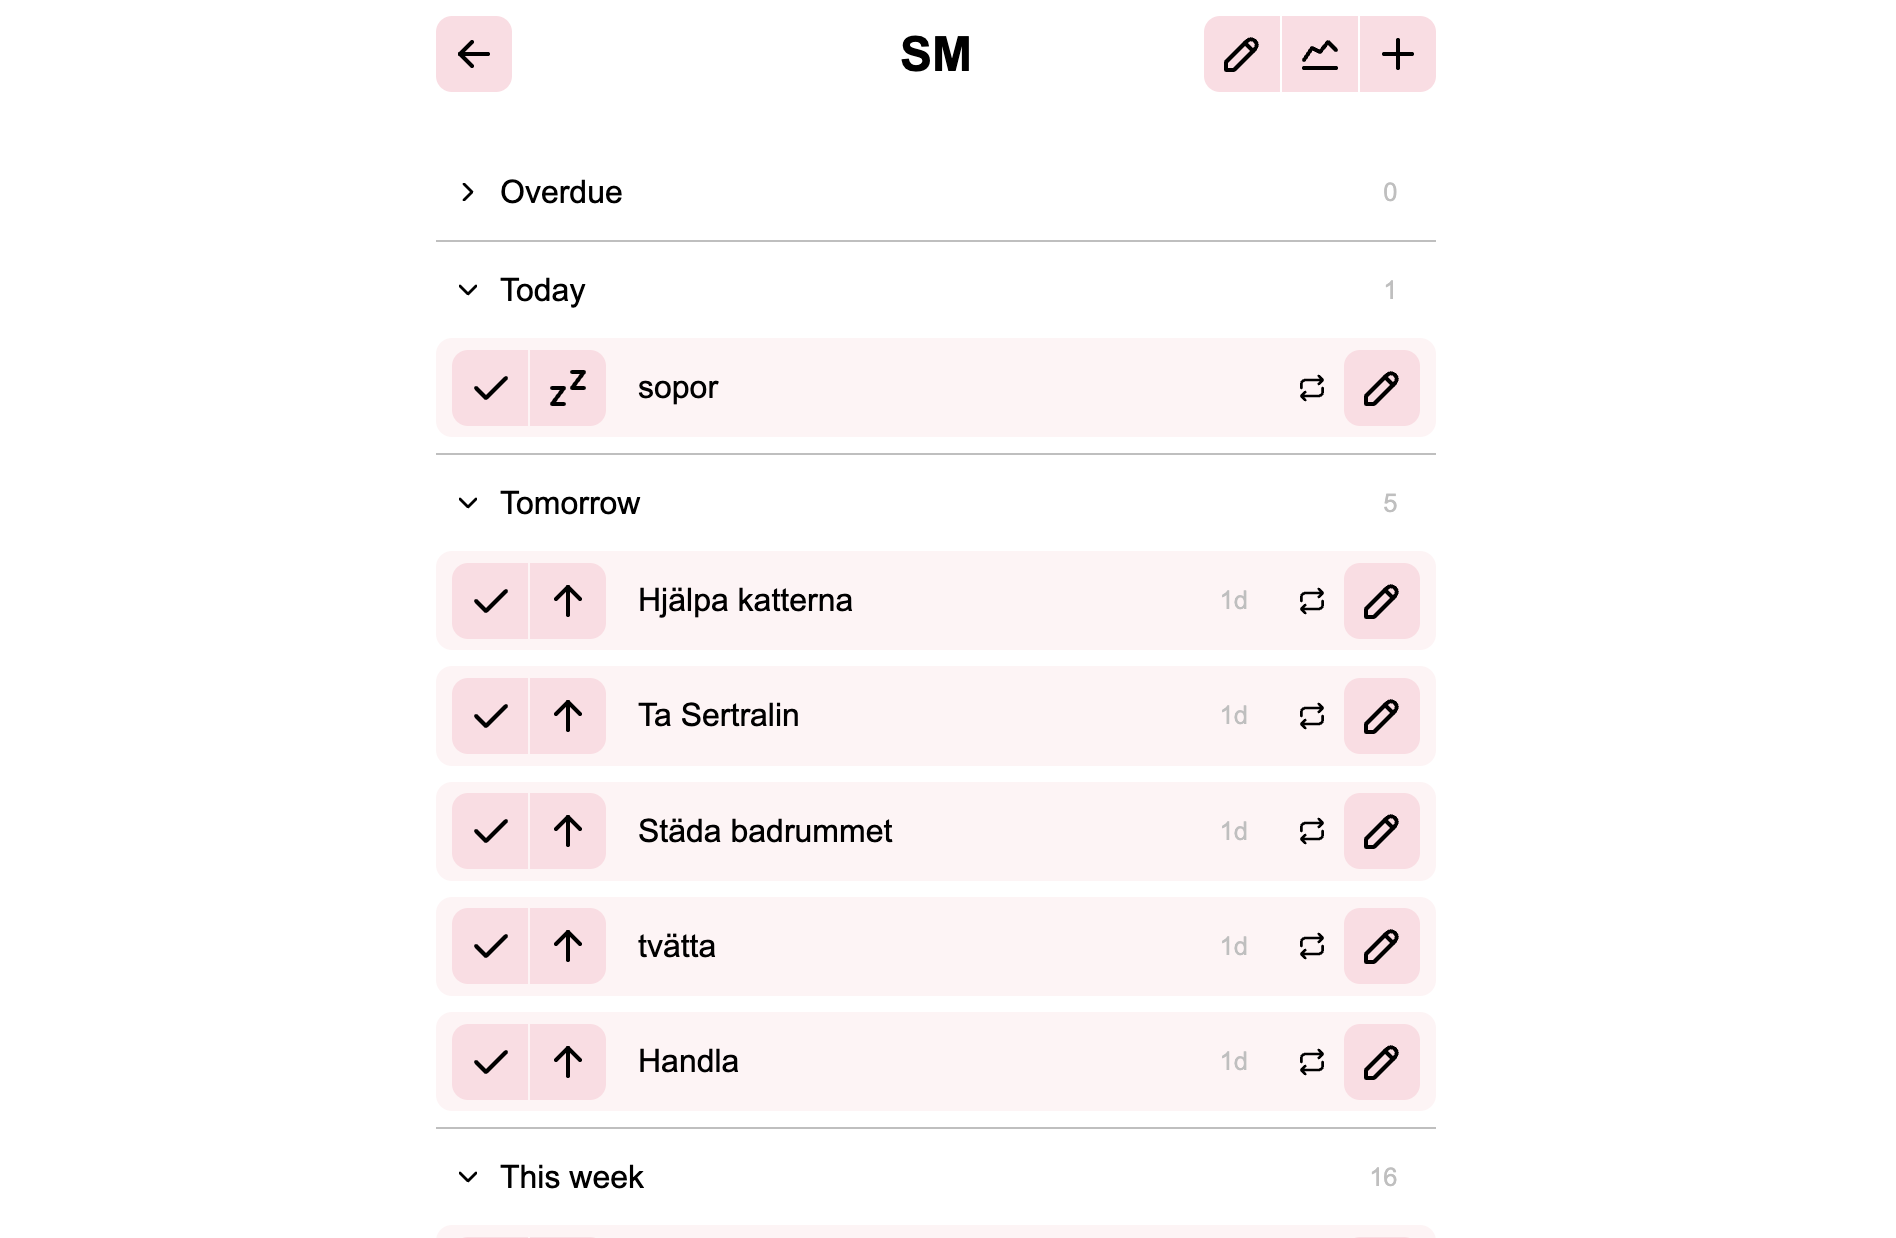 SM
Overdue 0
Today 1
zz sopor
Tomorrow 5
Hjälpa katterna 1d
Ta Sertralin 1d
Städa badrummet 1d
tvätta 1d
Handla 1d
This week 16